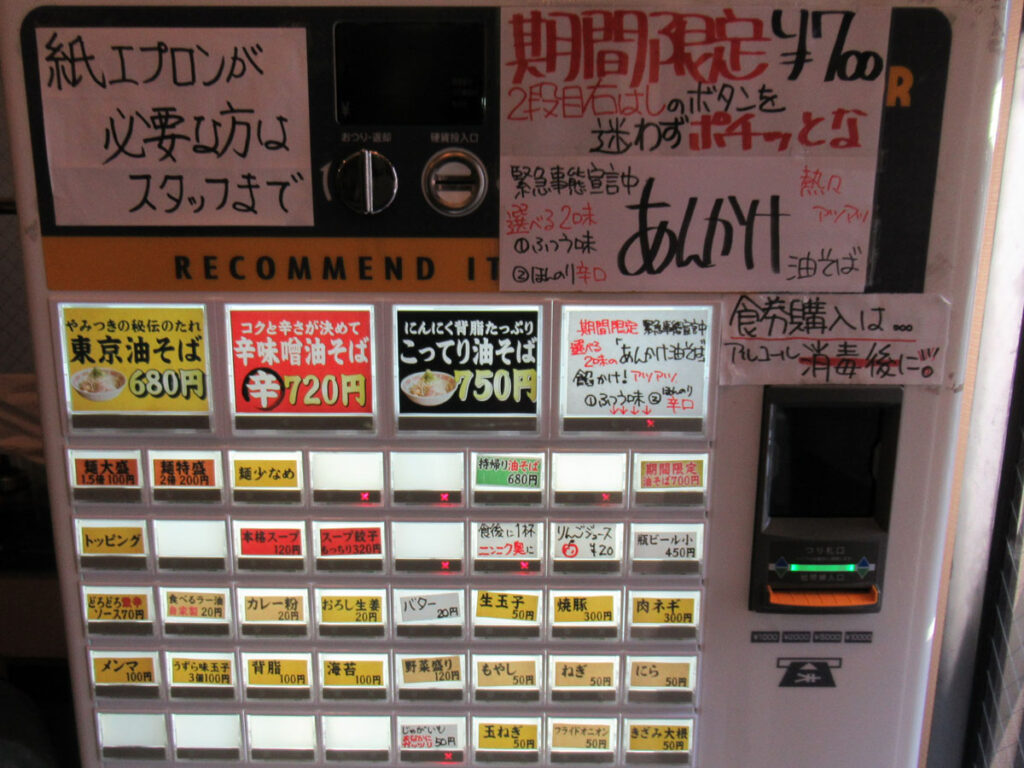 紙エプロンが
必要な方は
スタッフまで
おつり・返却
硬貨投入口
期間限定 ¥700
2段目右はしのボタンを
迷わずポチッとな
緊急事態宣言中
選べる2味
①ふつう味
②ほんのり辛口
あんかけ
熱々
アツアツ
油そば
R
RECOMMEND IT
やみつきの秘伝のたれ
東京油そば
680円
コクと辛さが決めて
辛味噌油そば
辛 720円
にんにく背脂たっぷり
こってり油そば
750円
期間限定 緊急事態宣言中
選べる
2味の「あんかけ油そば」
餡かけ! アツアツ
①ふつう味 ②ほんのり
辛口
↓↓↓↓
食券購入は…
アルコール消毒後に!!
麺大盛
1.5倍 100円
麺特盛
2倍 200円
麺少なめ
持帰り油そば
680円
期間限定
油そば700円
トッピング
本格スープ
120円
スープ餃子
もっちり320円
食後に1杯
ニンニク臭に
りんごジュース
¥20
瓶ビール小
450円
つり札口
紙幣挿入口
¥1000 ¥2000 ¥5000 ¥10000
どろどろ激辛
ソース70円
食べるラー油
自家製 20円
カレー粉
20円
おろし生姜
20円
バター
20円
生玉子
50円
焼豚
300円
肉ネギ
300円
メンマ
100円
うずら味玉子
3個100円
背脂
100円
海苔
100円
野菜盛り
120円
もやし
50円
ねぎ
50円
にら
50円
じゃがいも
50円
玉ねぎ
50円
フライドオニオン
50円
きざみ大根
50円